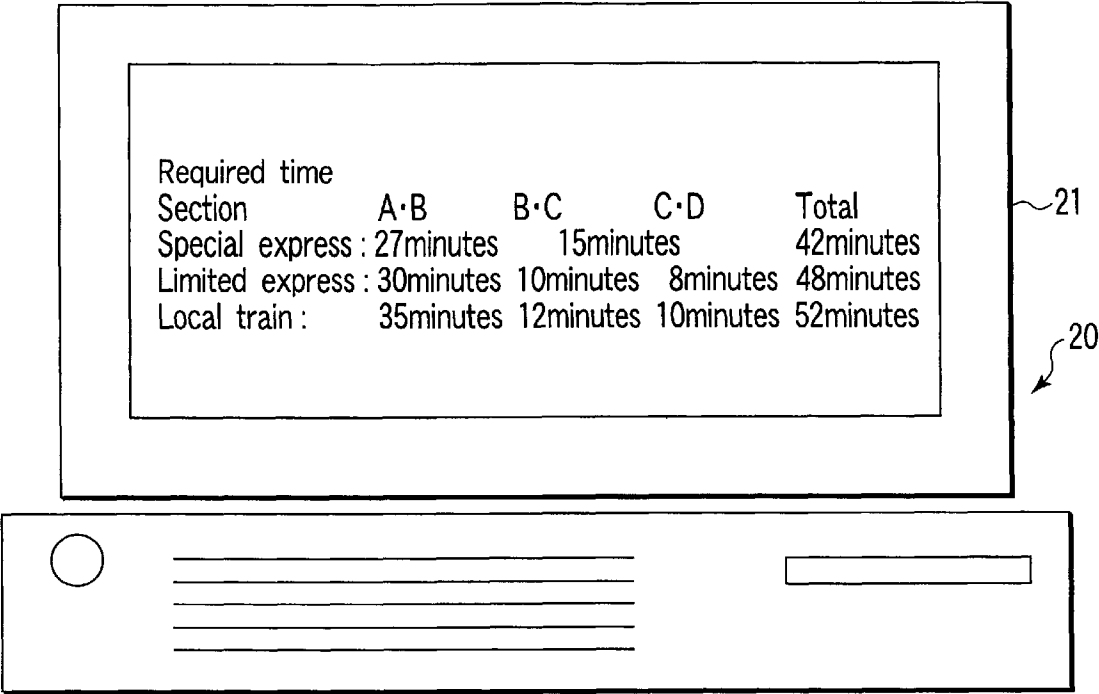 Required time
Section A·B B·C C·D Total
Special express : 27minutes 15minutes 42minutes
Limited express : 30minutes 10minutes 8minutes 48minutes
Local train : 35minutes 12minutes 10minutes 52minutes
21
20